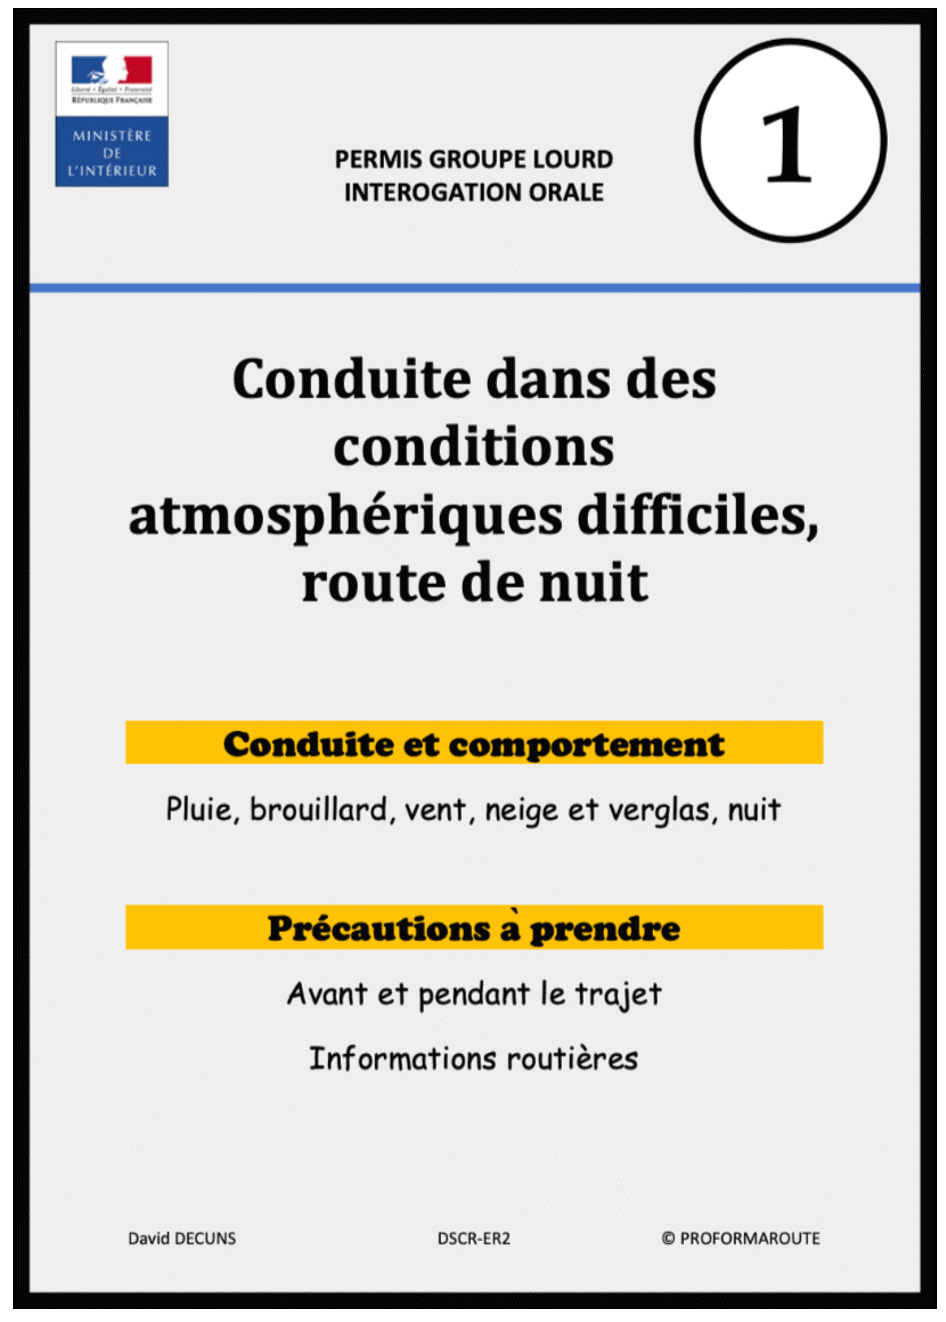 Liberté • Égalité • Fraternité
RÉPUBLIQUE FRANÇAISE
MINISTÈRE
DE
L'INTÉRIEUR
PERMIS GROUPE LOURD
INTEROGATION ORALE
1
Conduite dans des
conditions
atmosphériques difficiles,
route de nuit
Conduite et comportement
Pluie, brouillard, vent, neige et verglas, nuit
Précautions à prendre
Avant et pendant le trajet
Informations routières
David DECUNS DSCR-ER2 © PROFORMAROUTE